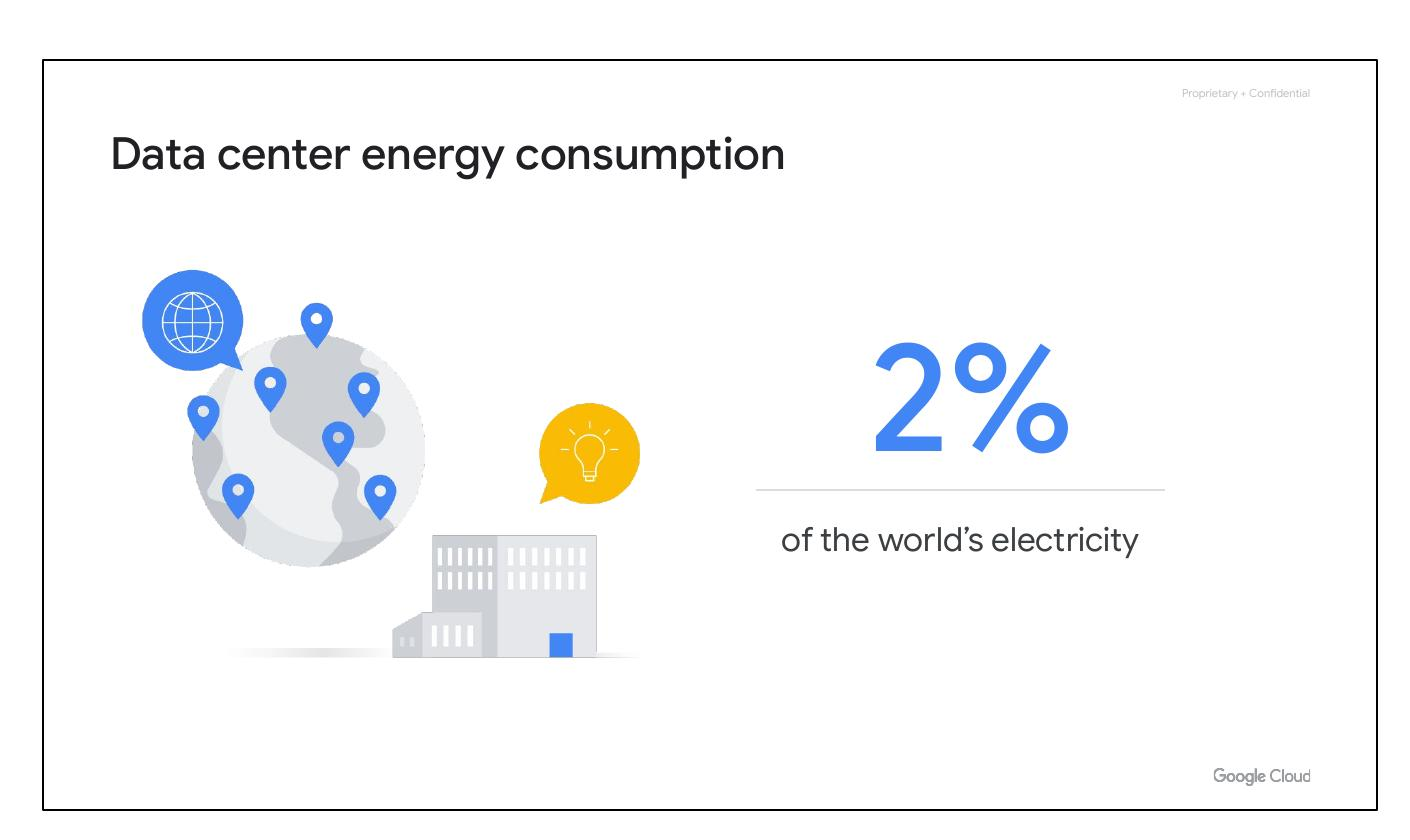 Proprietary + Confidential
Data center energy consumption
2%
of the world’s electricity
Google Cloud